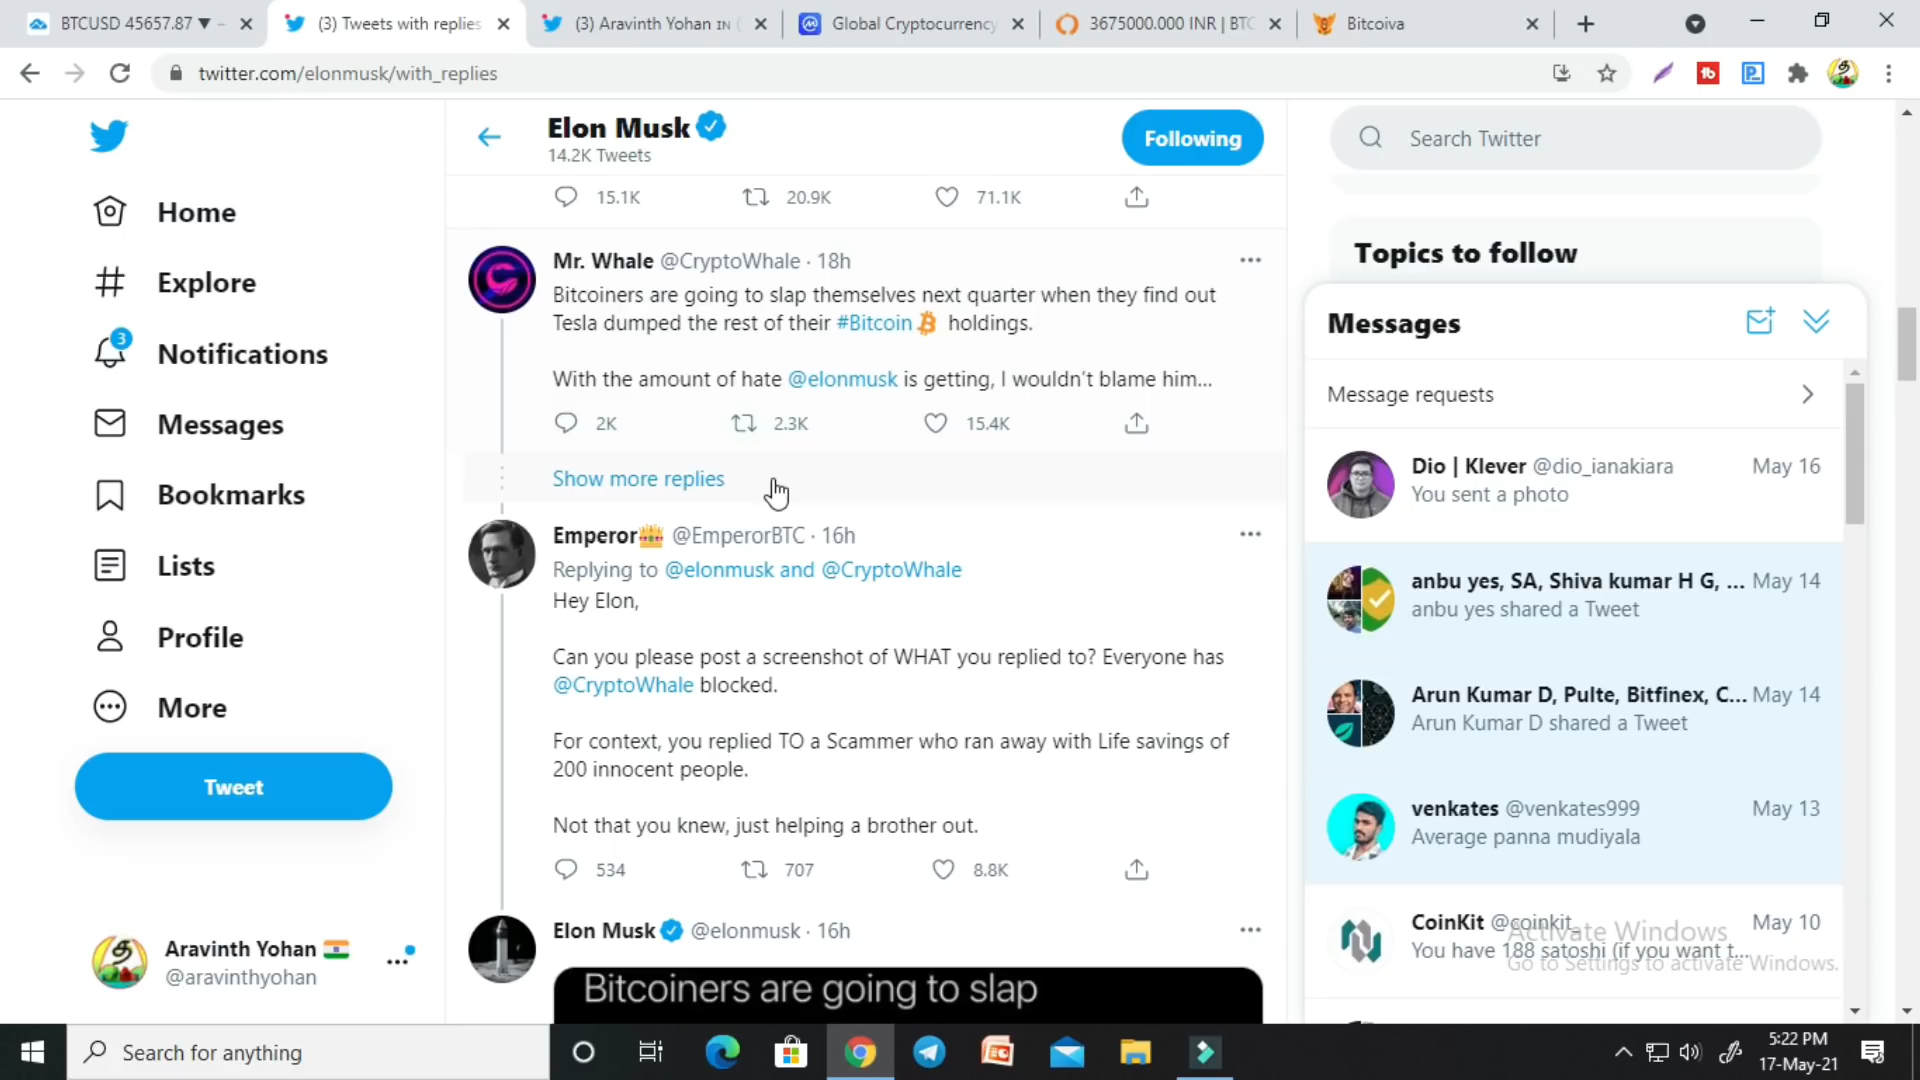 BTCUSD 45657.87 ▼ −
(3) Tweets with replies
(3) Aravinth Yohan IN (
Global Cryptocurrency
3675000.000 INR | BTC
Bitcoiva
twitter.com/elonmusk/with_replies
Home
Explore
3
Notifications
Messages
Bookmarks
Lists
Profile
More
Tweet
Aravinth Yohan
@aravinthyohan
Elon Musk
14.2K Tweets
Following
15.1K 20.9K 71.1K
Mr. Whale @CryptoWhale · 18h
Bitcoiners are going to slap themselves next quarter when they find out
Tesla dumped the rest of their #Bitcoin holdings.
With the amount of hate @elonmusk is getting, I wouldn't blame him...
2K 2.3K 15.4K
Show more replies
Emperor @EmperorBTC · 16h
Replying to @elonmusk and @CryptoWhale
Hey Elon,
Can you please post a screenshot of WHAT you replied to? Everyone has
@CryptoWhale blocked.
For context, you replied TO a Scammer who ran away with Life savings of
200 innocent people.
Not that you knew, just helping a brother out.
534 707 8.8K
Elon Musk @elonmusk · 16h
Bitcoiners are going to slap
Search Twitter
Topics to follow
Messages
Message requests
Dio | Klever @dio_ianakiara May 16
You sent a photo
anbu yes, SA, Shiva kumar H G, ... May 14
anbu yes shared a Tweet
Arun Kumar D, Pulte, Bitfinex, C... May 14
Arun Kumar D shared a Tweet
venkates @venkates999 May 13
Average panna mudiyala
CoinKit @coinkit_ May 10
You have 188 satoshi (if you want t...
Activate Windows
Go to Settings to activate Windows.
Search for anything
5:22 PM
17-May-21